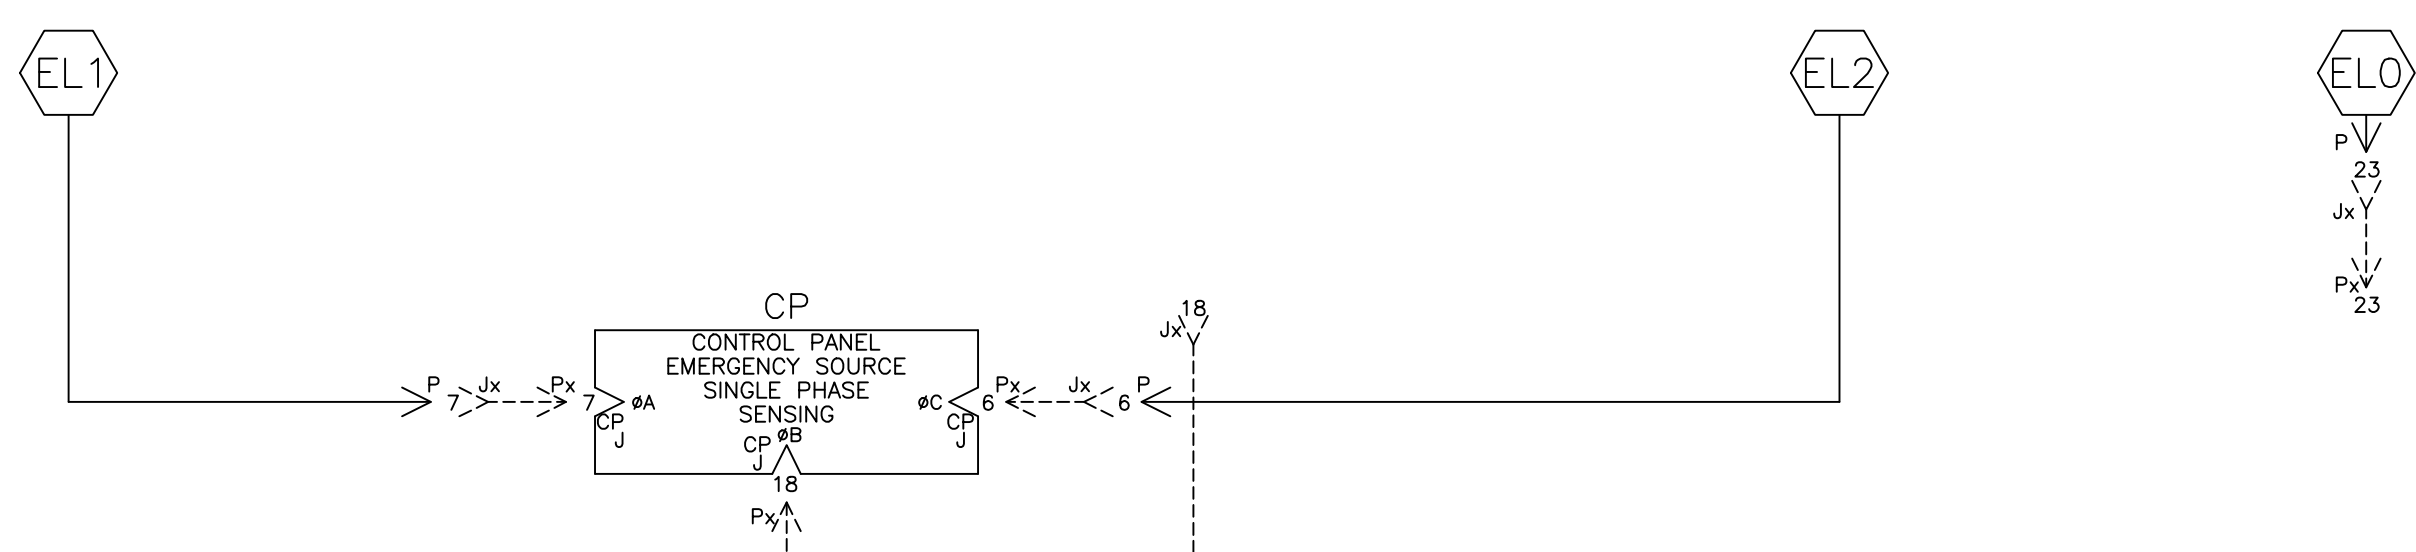 EL1
EL2
EL0
P
23
Jx
Px
23
18
Jx
CP
CONTROL PANEL
EMERGENCY SOURCE
SINGLE PHASE
SENSING
P
7
Jx
Px
7
øA
CP
J
øC
6
CP
J
Px
Jx
6
P
øB
CP
J
18
Px